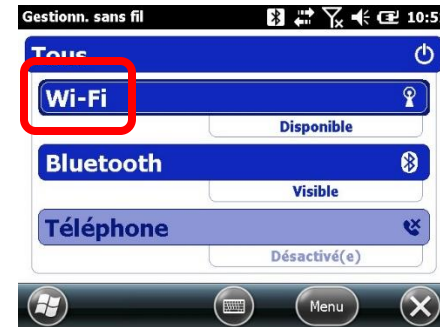 Gestionn. sans fil 10:5
Tous
Wi-Fi
Disponible
Bluetooth
Visible
Téléphone
Désactivé(e)
Menu